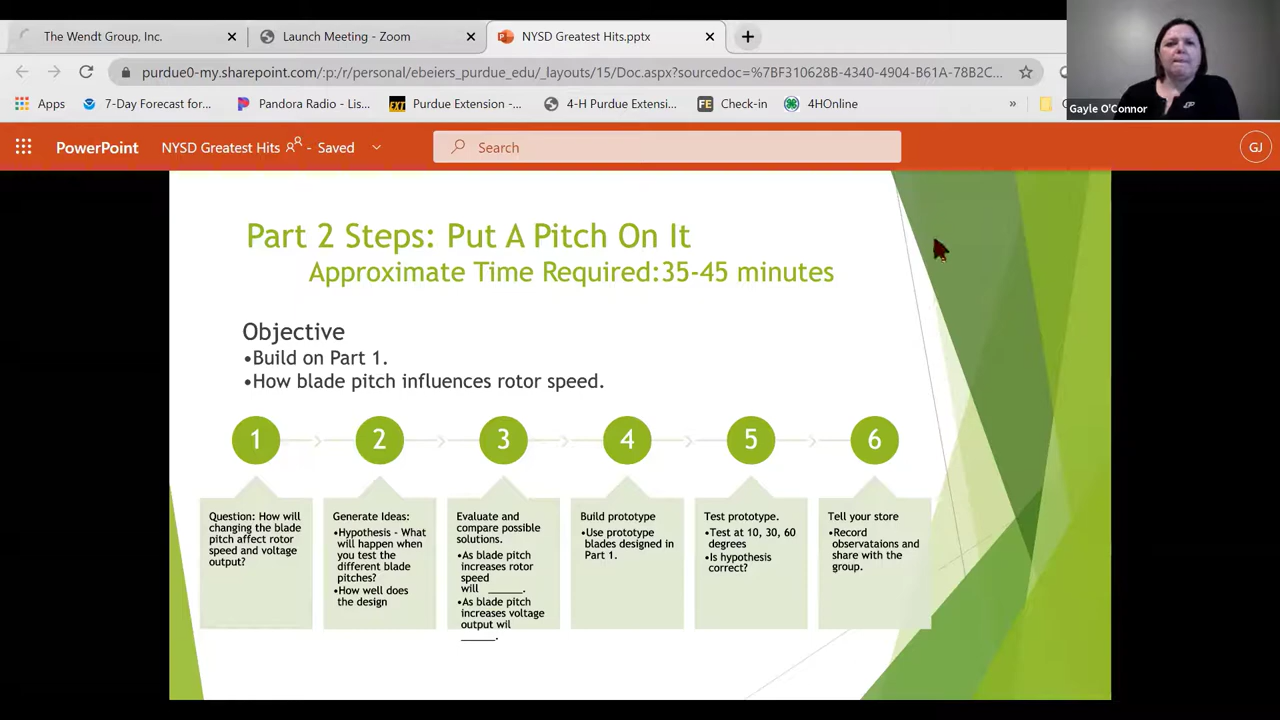 The Wendt Group, Inc.
Launch Meeting - Zoom
NYSD Greatest Hits.pptx
purdue0-my.sharepoint.com/:p:/r/personal/ebeiers_purdue_edu/_layouts/15/Doc.aspx?sourcedoc=%7BF310628B-4340-4904-B61A-78B2C...
Apps
7-Day Forecast for...
Pandora Radio - Lis...
EXT
Purdue Extension -...
4-H Purdue Extensi...
FE
Check-in
4HOnline
»
Gayle O'Connor
PowerPoint
NYSD Greatest Hits - Saved
Search
GJ
Part 2 Steps: Put A Pitch On It
Approximate Time Required:35-45 minutes
Objective
•Build on Part 1.
•How blade pitch influences rotor speed.
1
2
3
4
5
6
Question: How will
changing the blade
pitch affect rotor
speed and voltage
output?
Generate Ideas:
•Hypothesis - What
will happen when
you test the
different blade
pitches?
•How well does
the design
Evaluate and
compare possible
solutions.
•As blade pitch
increases rotor
speed
will ______.
•As blade pitch
increases voltage
output wil
______.
Build prototype
•Use prototype
blades designed in
Part 1.
Test prototype.
•Test at 10, 30, 60
degrees
•Is hypothesis
correct?
Tell your store
•Record
observataions and
share with the
group.